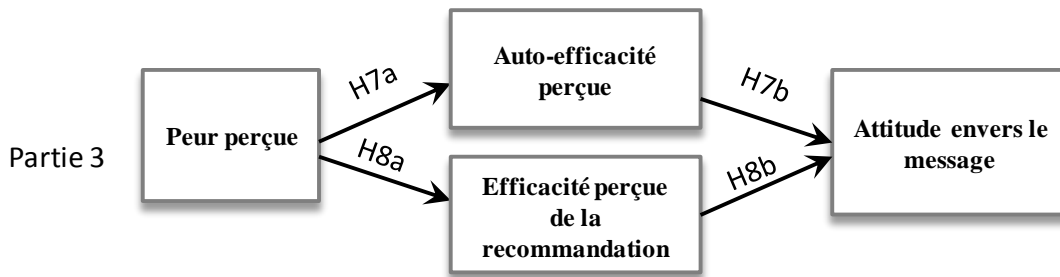 Partie 3
Peur perçue
H7a
H8a
Auto-efficacité
perçue
Efficacité perçue
de la
recommandation
H7b
H8b
Attitude envers le
message